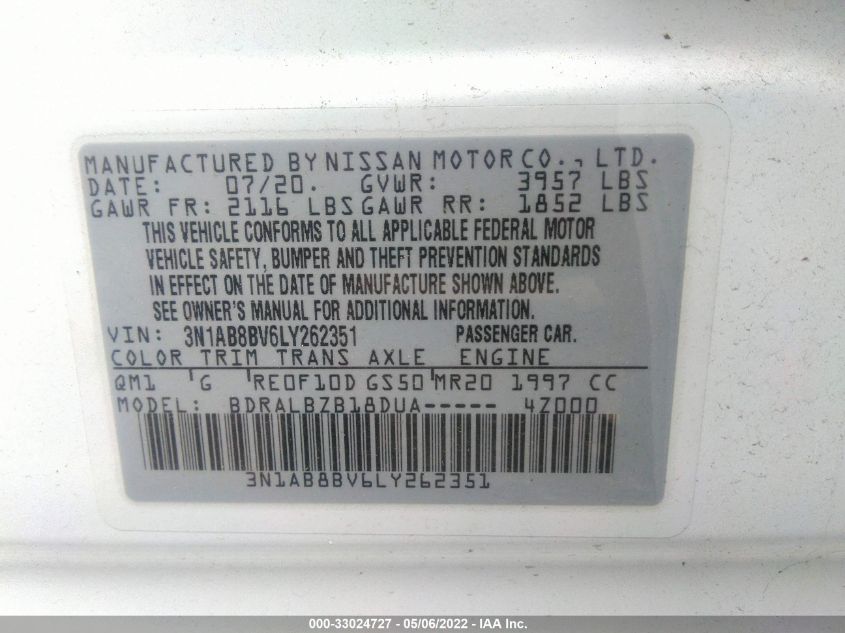 MANUFACTURED BY NISSAN MOTOR CO., LTD.
DATE: 07/20. GVWR: 3957 LBS
GAWR FR: 2116 LBS GAWR RR: 1852 LBS
THIS VEHICLE CONFORMS TO ALL APPLICABLE FEDERAL MOTOR
VEHICLE SAFETY, BUMPER AND THEFT PREVENTION STANDARDS
IN EFFECT ON THE DATE OF MANUFACTURE SHOWN ABOVE.
SEE OWNER'S MANUAL FOR ADDITIONAL INFORMATION.
VIN: 3N1AB8BV6LY262351 PASSENGER CAR.
COLOR TRIM TRANS AXLE ENGINE
QM1 ' G ' RE0F10D GS50 ' MR20 1997 CC
MODEL: BDRALBZB18DUA----- 4Z000
3N1AB8BV6LY262351
000-33024727 - 05/06/2022 - IAA Inc.